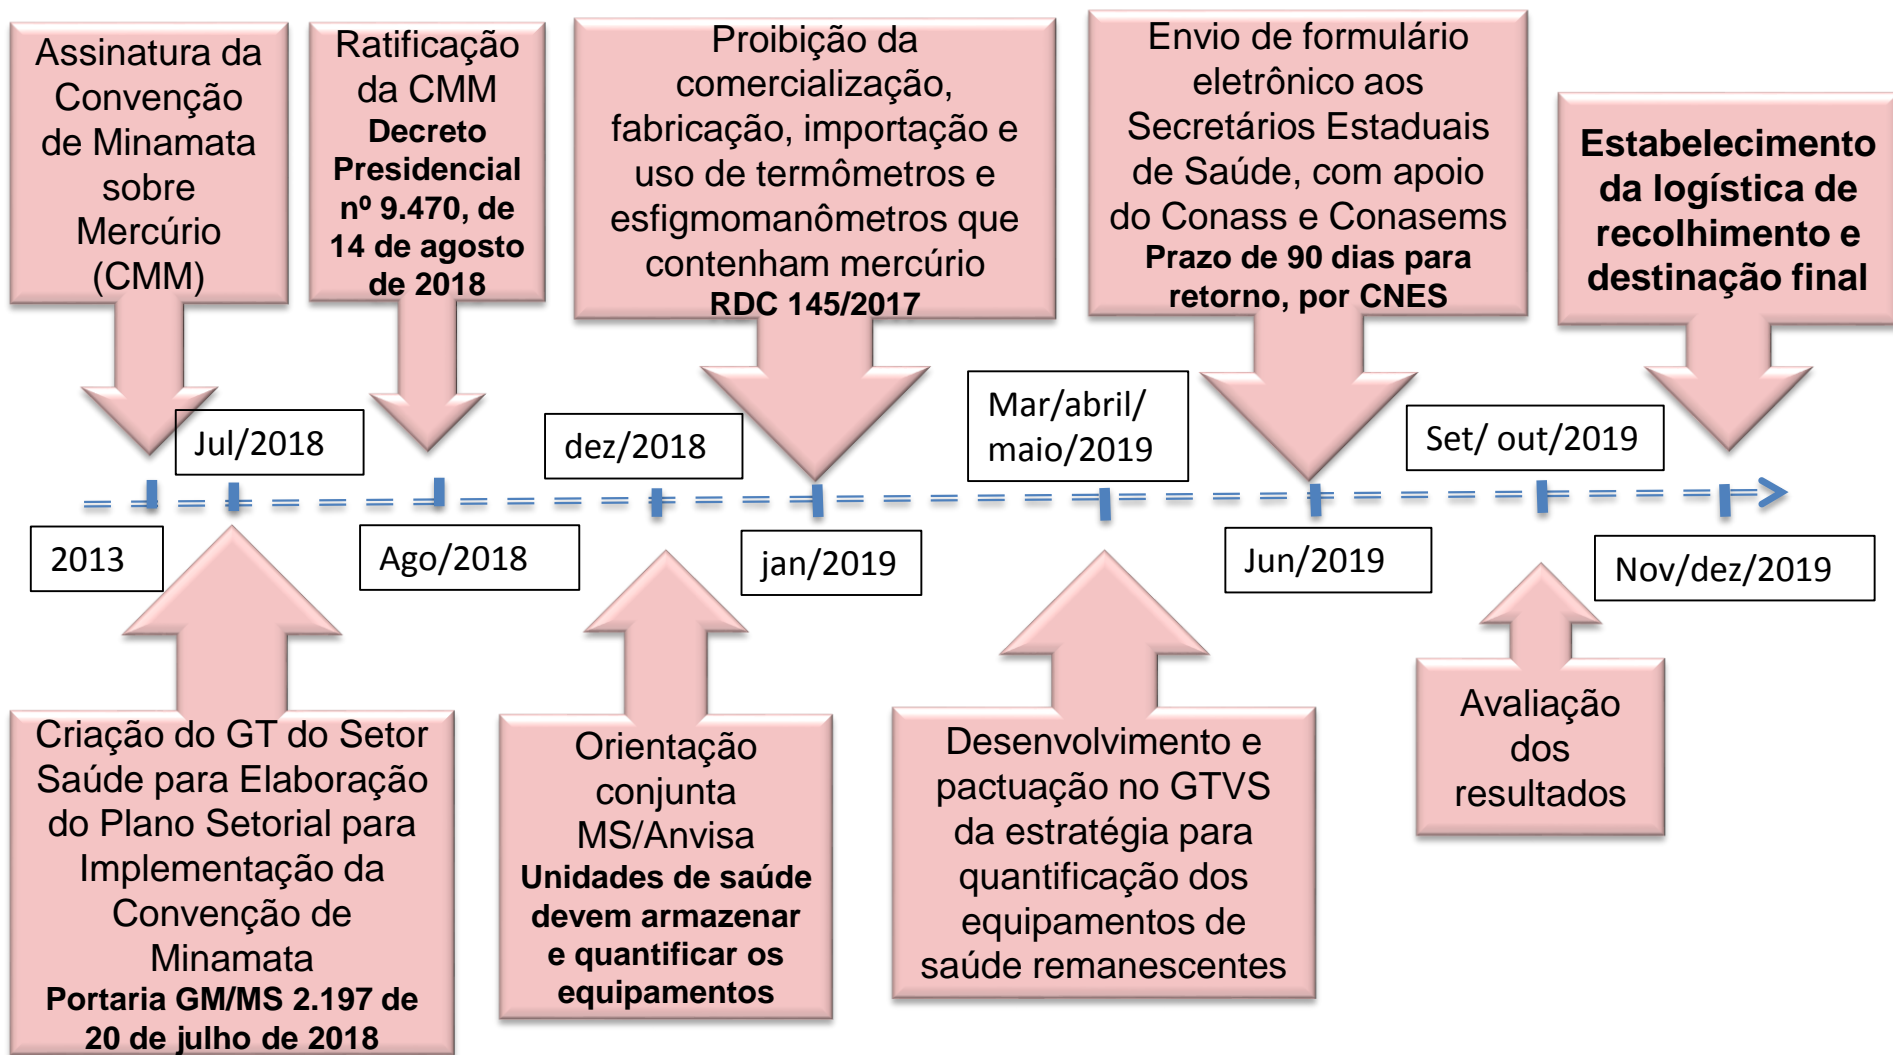 Assinatura da
Convenção
de Minamata
sobre
Mercúrio
(CMM)
Ratificação
da CMM
Decreto
Presidencial
nº 9.470, de
14 de agosto
de 2018
Proibição da
comercialização,
fabricação, importação e
uso de termômetros e
esfigmomanômetros que
contenham mercúrio
RDC 145/2017
Envio de formulário
eletrônico aos
Secretários Estaduais
de Saúde, com apoio
do Conass e Conasems
Prazo de 90 dias para
retorno, por CNES
Estabelecimento
da logística de
recolhimento e
destinação final
Jul/2018
dez/2018
Mar/abril/
maio/2019
Set/ out/2019
2013
Ago/2018
jan/2019
Jun/2019
Nov/dez/2019
Criação do GT do Setor
Saúde para Elaboração
do Plano Setorial para
Implementação da
Convenção de
Minamata
Portaria GM/MS 2.197 de
20 de julho de 2018
Orientação
conjunta
MS/Anvisa
Unidades de saúde
devem armazenar
e quantificar os
equipamentos
Desenvolvimento e
pactuação no GTVS
da estratégia para
quantificação dos
equipamentos de
saúde remanescentes
Avaliação
dos
resultados